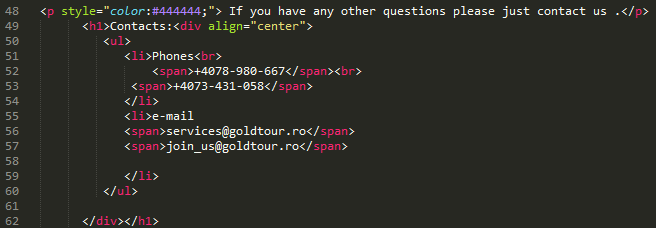 48 <p style="color:#444444;"> If you have any other questions please just contact us .</p>
49 <h1>Contacts:<div align="center">
50 <ul>
51 <li>Phones<br>
52 <span>+4078-980-667</span><br>
53 <span>+4073-431-058</span>
54 </li>
55 <li>e-mail
56 <span>services@goldtour.ro</span>
57 <span>join_us@goldtour.ro</span>
58
59 </li>
60 </ul>
61
62 </div></h1>